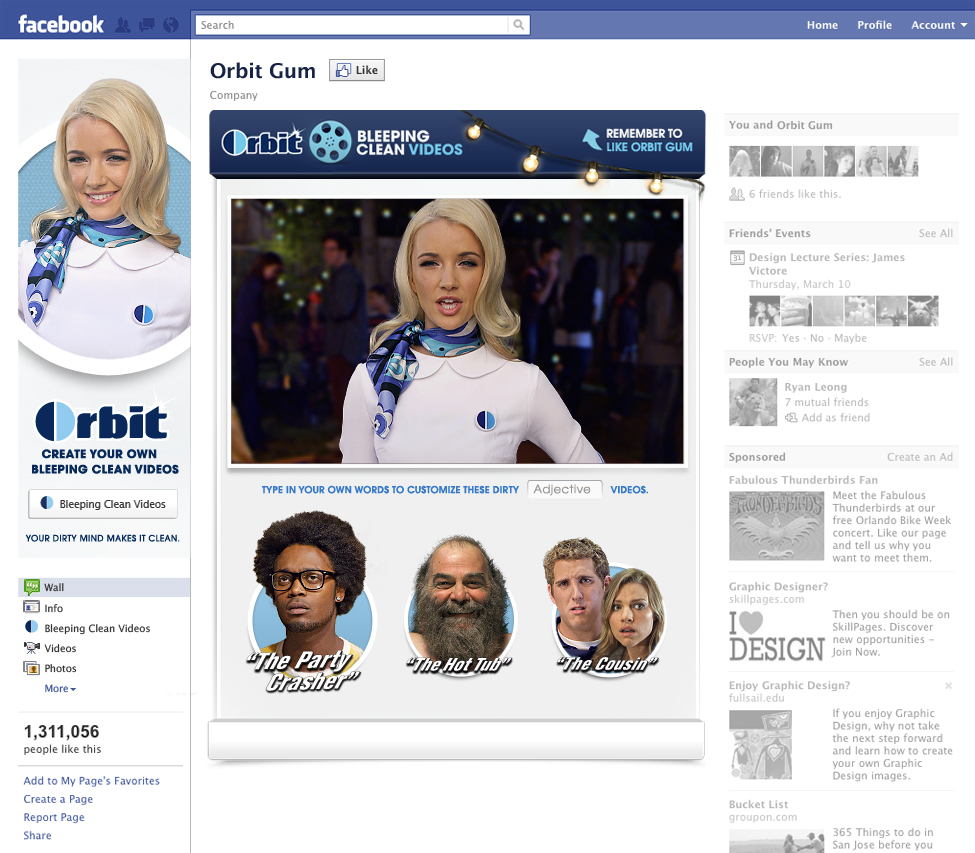 facebook
Search
Home Profile Account
Orbit Gum
Like
Company
Orbit
CREATE YOUR OWN
BLEEPING CLEAN VIDEOS
Bleeping Clean Videos
YOUR DIRTY MIND MAKES IT CLEAN.
Wall
Info
Bleeping Clean Videos
Videos
Photos
More
1,311,056
people like this
Add to My Page's Favorites
Create a Page
Report Page
Share
Orbit
BLEEPING
CLEAN VIDEOS
REMEMBER TO
LIKE ORBIT GUM
TYPE IN YOUR OWN WORDS TO CUSTOMIZE THESE DIRTY Adjective VIDEOS.
"The Party
Crasher"
"The Hot Tub"
"The Cousin"
You and Orbit Gum
6 friends like this.
Friends' Events See All
31
Design Lecture Series: James
Victore
Thursday, March 10
RSVP: Yes · No · Maybe
People You May Know See All
Ryan Leong
7 mutual friends
Add as friend
Sponsored Create an Ad
Fabulous Thunderbirds Fan
THUNDERBIRDS
Meet the Fabulous
Thunderbirds at our
free Orlando Bike Week
concert. Like our page
and tell us why you
want to meet them.
Graphic Designer?
skillpages.com
I
DESIGN
Then you should be on
SkillPages. Discover
new opportunities –
Join Now.
Enjoy Graphic Design?
fullsail.edu
If you enjoy Graphic
Design, why not take
the next step forward
and learn how to create
your own Graphic
Design images.
Bucket List
groupon.com
365 Things to do in
San Jose before you